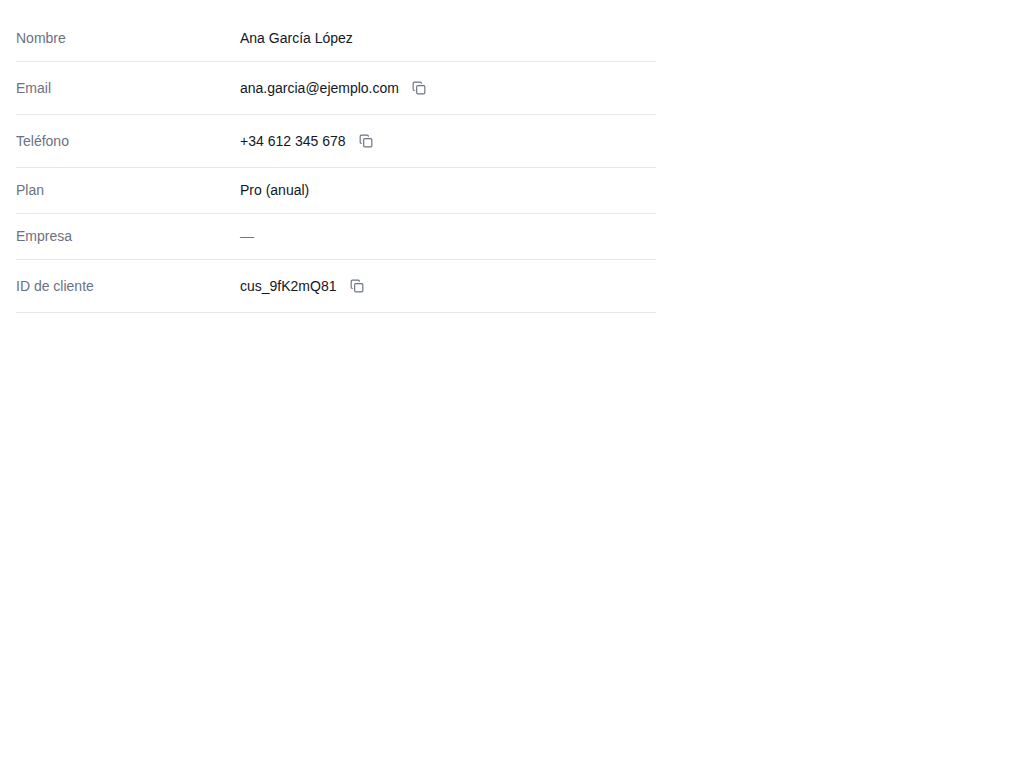 Nombre Ana García López
Email ana.garcia@ejemplo.com
Teléfono +34 612 345 678
Plan Pro (anual)
Empresa —
ID de cliente cus_9fK2mQ81